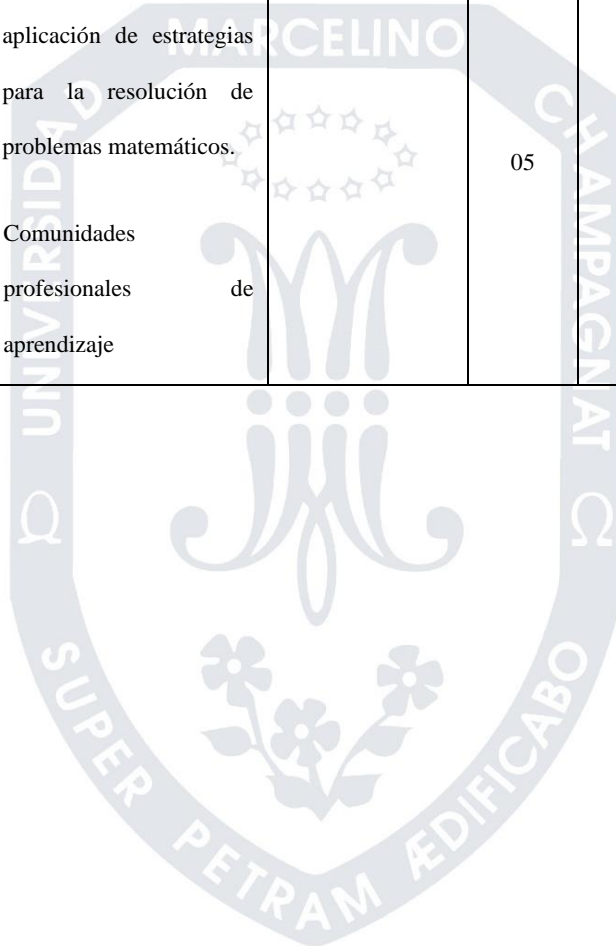 aplicación de estrategias
para la resolución de
problemas matemáticos.
05
Comunidades
profesionales de
aprendizaje
UNIVERSIDAD MARCELINO CHAMPAGNAT
Ω Ω
SUPER PETRAM ÆDIFICABO